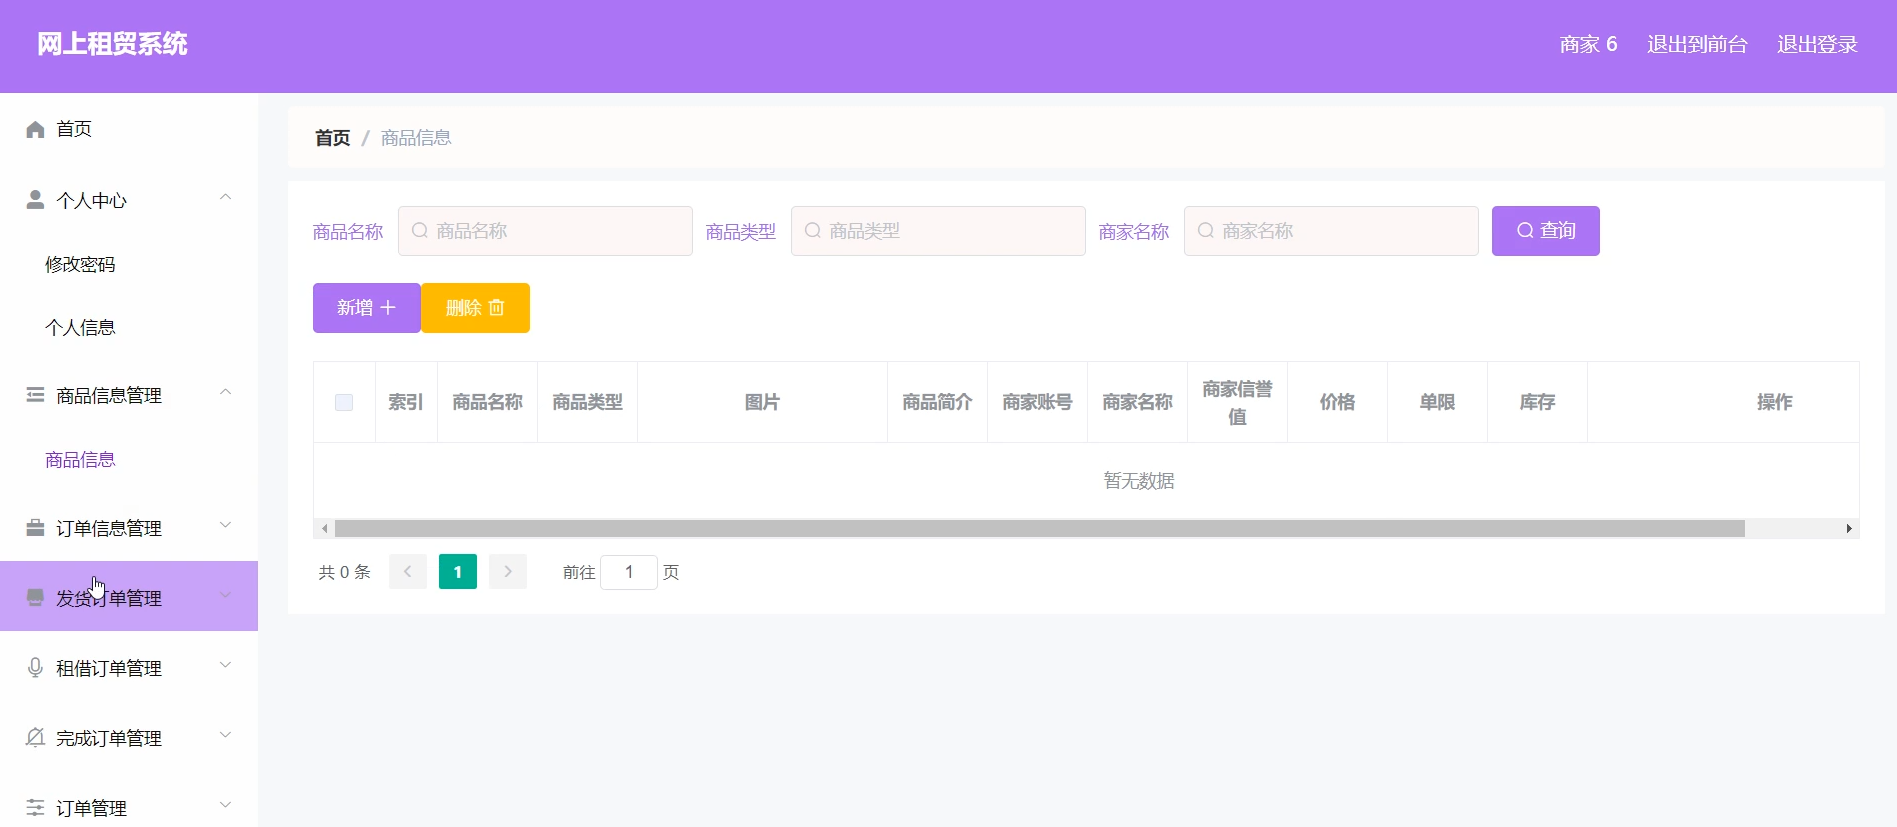 网上租贸系统
商家 6 退出到前台 退出登录
首页
个人中心
修改密码
个人信息
商品信息管理
商品信息
订单信息管理
发货订单管理
租借订单管理
完成订单管理
订单管理
首页 / 商品信息
商品名称 商品名称 商品类型 商品类型 商家名称 商家名称 查询
新增 删除
索引 商品名称 商品类型 图片 商品简介 商家账号 商家名称 商家信誉值 价格 单限 库存 操作
暂无数据
共 0 条 1 前往 1 页